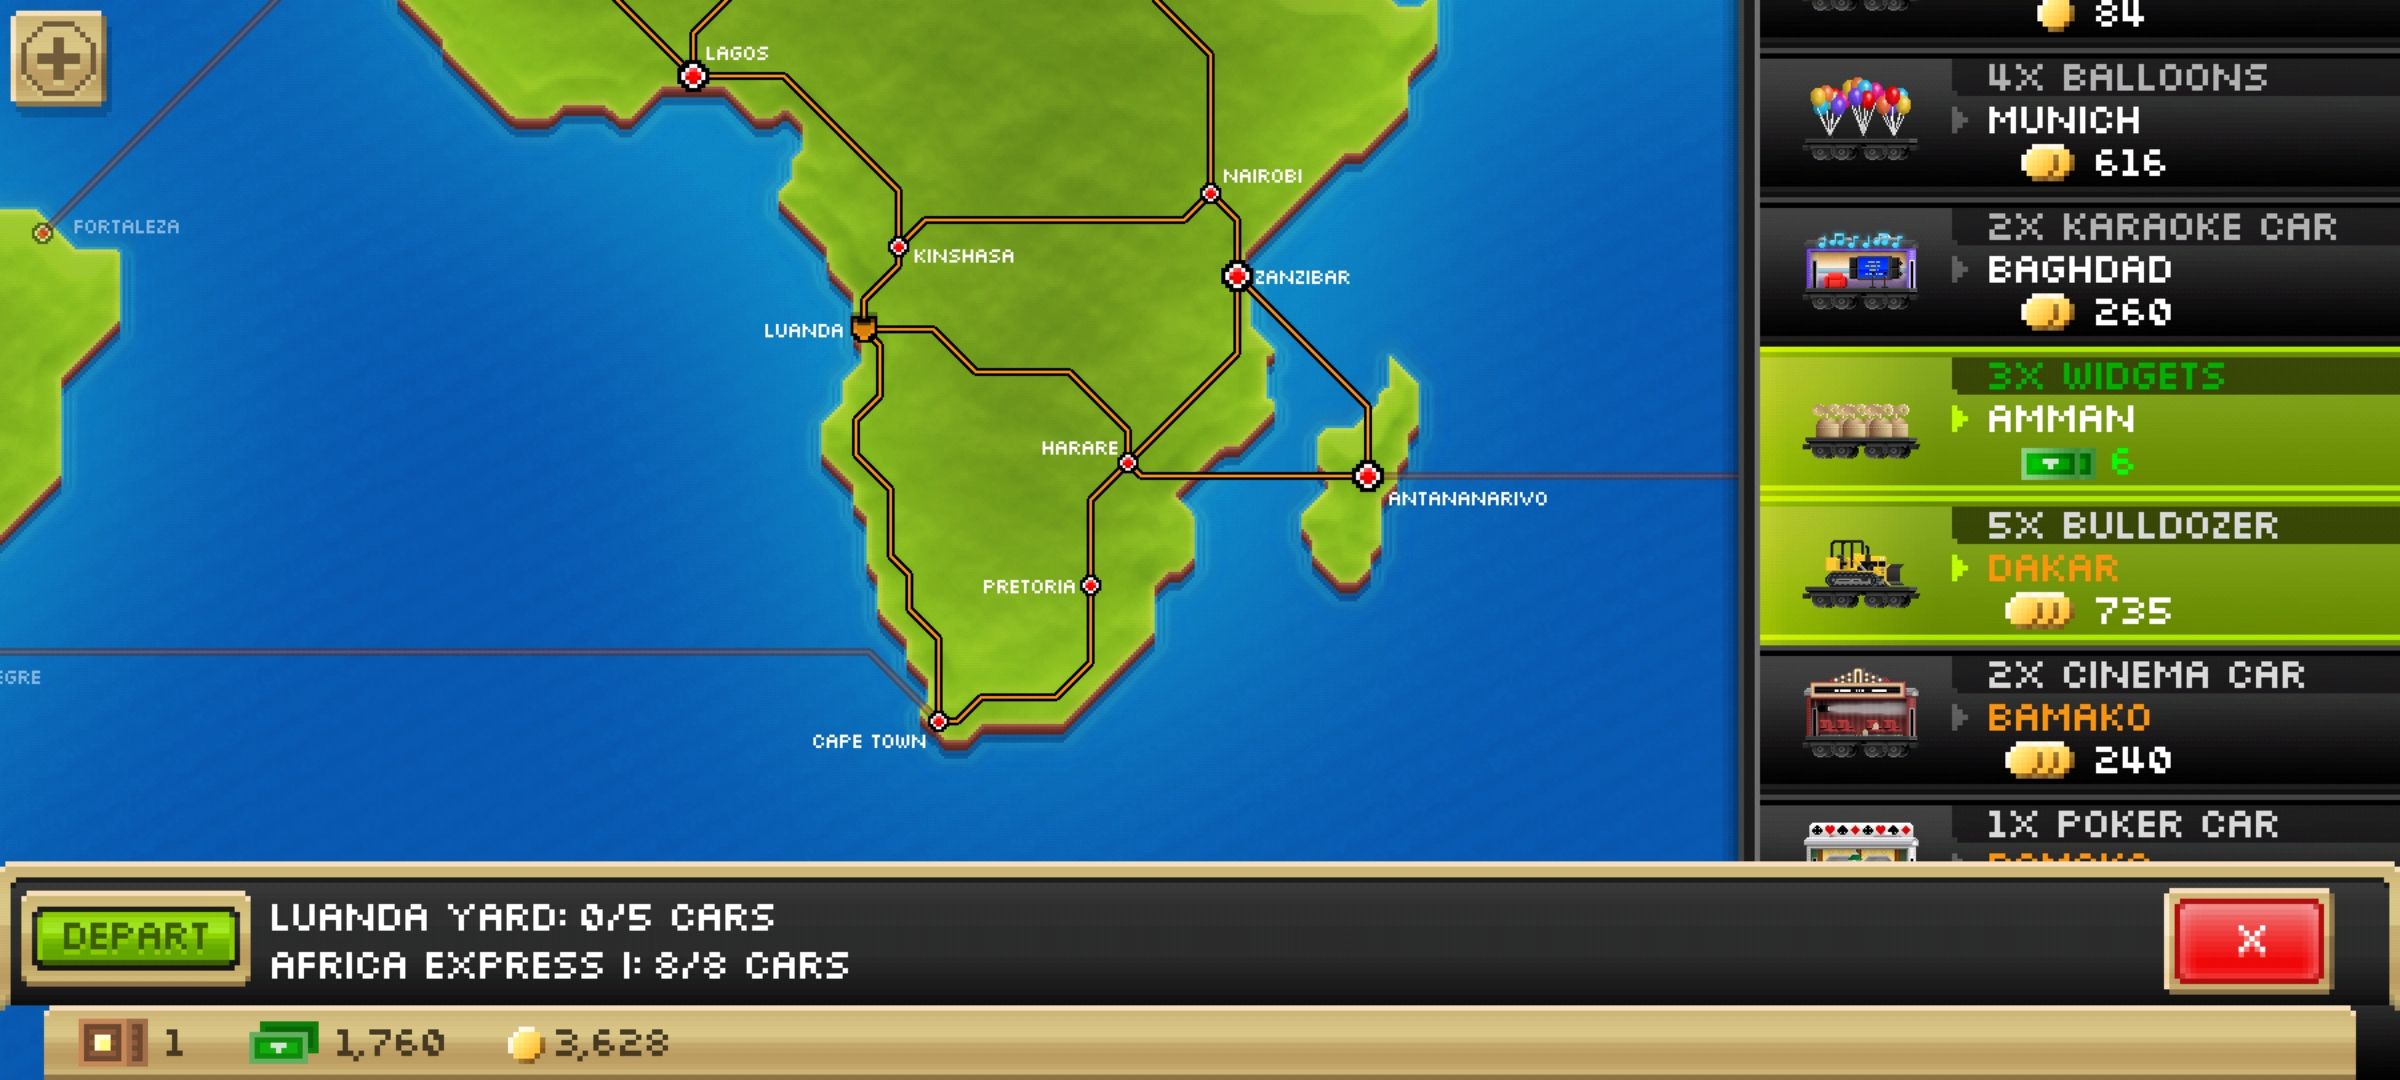 LAGOS
FORTALEZA
NAIROBI
KINSHASA
ZANZIBAR
LUANDA
HARARE
ANTANANARIVO
PRETORIA
EGRE
CAPE TOWN
84
4X BALLOONS
MUNICH
616
2X KARAOKE CAR
BAGHDAD
260
3X WIDGETS
AMMAN
6
5X BULLDOZER
DAKAR
735
2X CINEMA CAR
BAMAKO
240
1X POKER CAR
DEPART
LUANDA YARD: 0/5 CARS
AFRICA EXPRESS I: 8/8 CARS
X
1
1,760
3,628